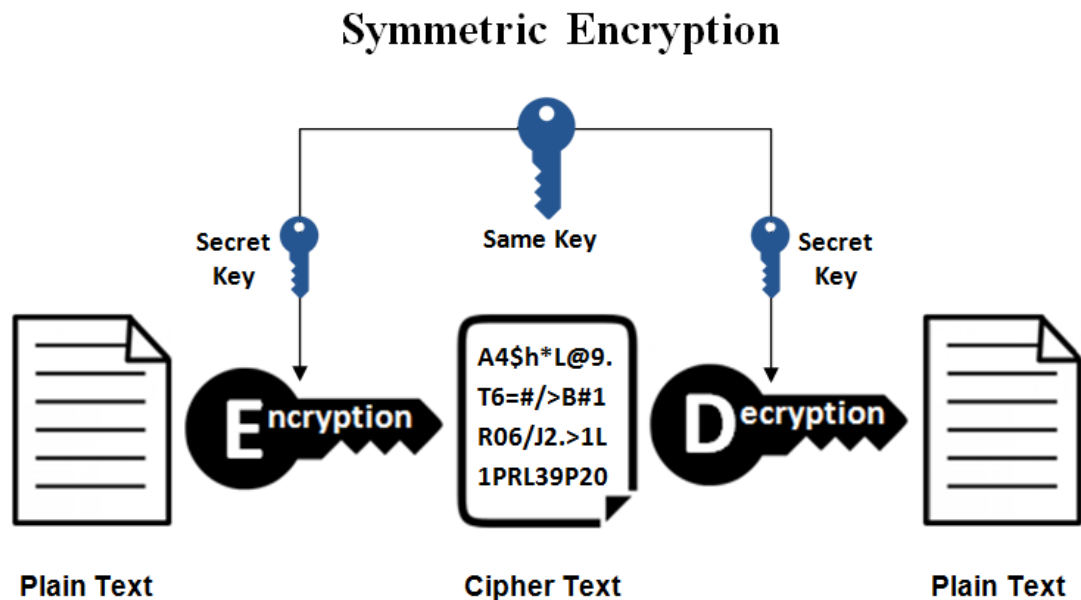 Symmetric Encryption
Same Key
Secret
Key
Secret
Key
Encryption
A4$h*L@9.
T6=#/>B#1
R06/J2.>1L
1PRL39P20
Decryption
Plain Text
Cipher Text
Plain Text